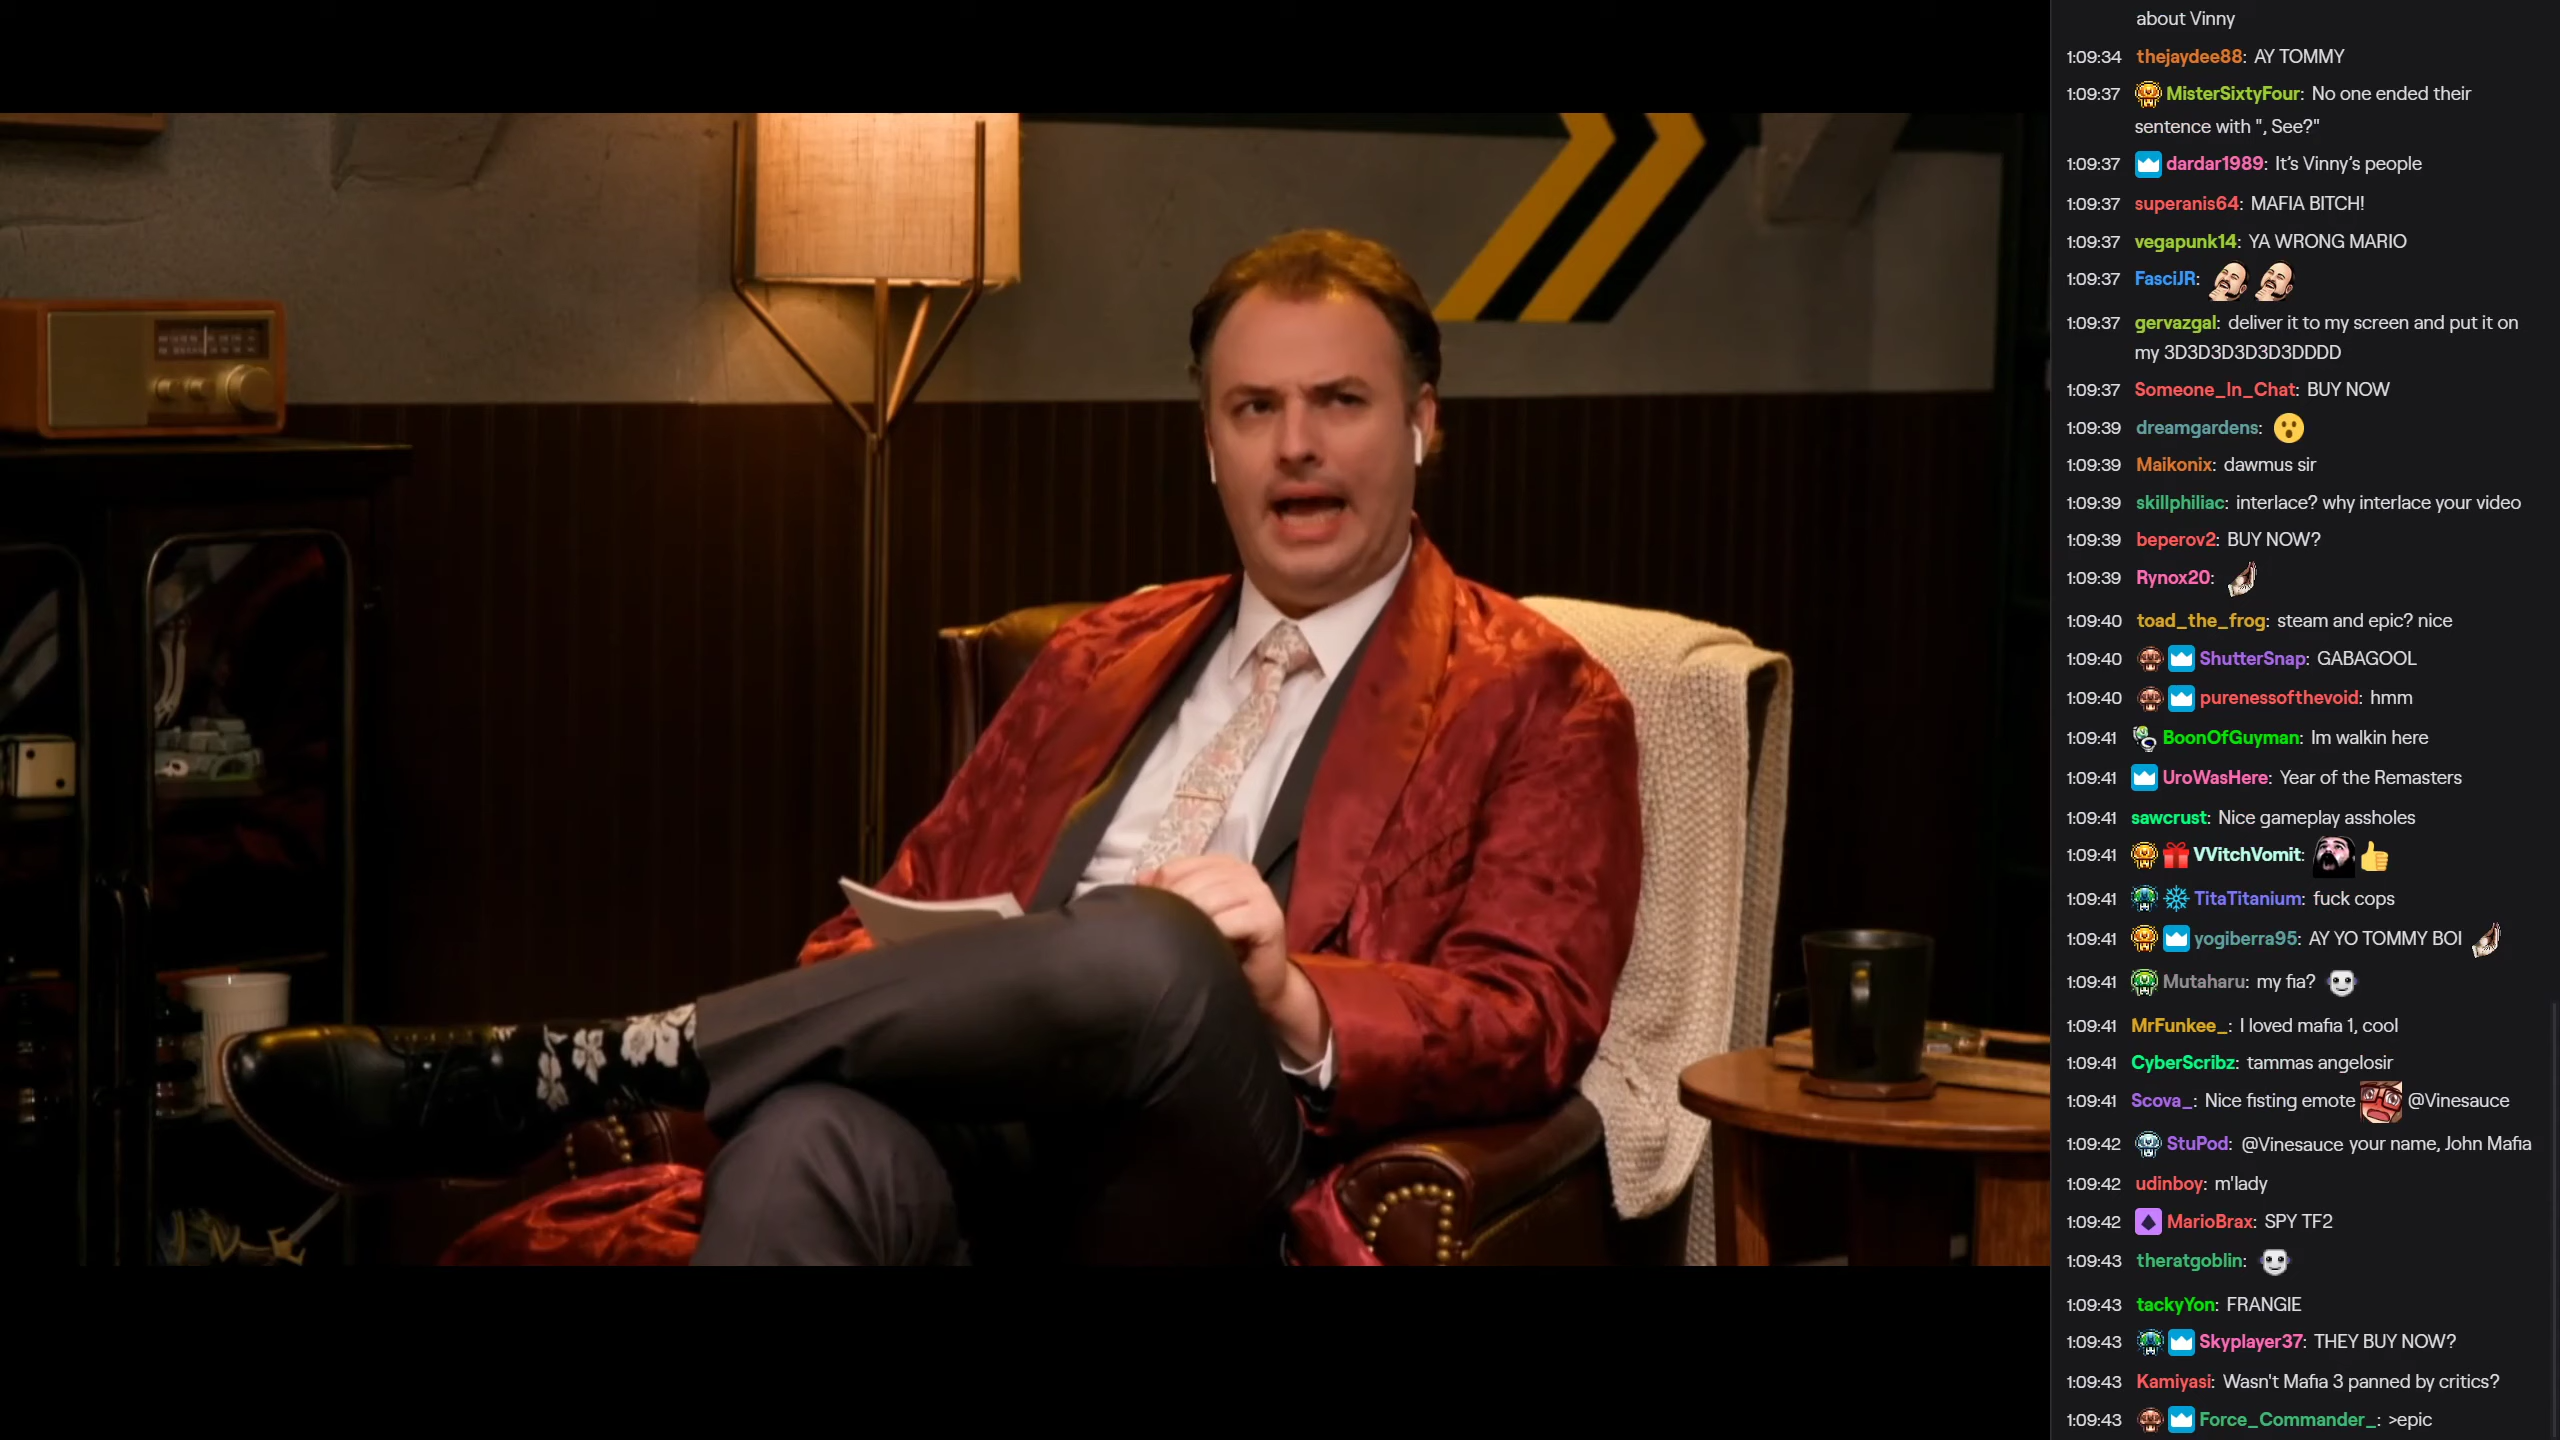 about Vinny
1:09:34 thejaydee88: AY TOMMY
1:09:37 MisterSixtyFour: No one ended their
sentence with ", See?"
1:09:37 dardar1989: It's Vinny's people
1:09:37 superanis64: MAFIA BITCH!
1:09:37 vegapunk14: YA WRONG MARIO
1:09:37 FasciJR:
1:09:37 gervazgal: deliver it to my screen and put it on
my 3D3D3D3D3D3DDDD
1:09:37 Someone_In_Chat: BUY NOW
1:09:39 dreamgardens: 😮
1:09:39 Maikonix: dawmus sir
1:09:39 skillphiliac: interlace? why interlace your video
1:09:39 beperov2: BUY NOW?
1:09:39 Rynox20:
1:09:40 toad_the_frog: steam and epic? nice
1:09:40 ShutterSnap: GABAGOOL
1:09:40 purenessofthevoid: hmm
1:09:41 BoonOfGuyman: Im walkin here
1:09:41 UroWasHere: Year of the Remasters
1:09:41 sawcrust: Nice gameplay assholes
1:09:41 VVitchVomit: 👍
1:09:41 TitaTitanium: fuck cops
1:09:41 yogiberra95: AY YO TOMMY BOI
1:09:41 Mutaharu: my fia?
1:09:41 MrFunkee_: I loved mafia 1, cool
1:09:41 CyberScribz: tammas angelosir
1:09:41 Scova_: Nice fisting emote @Vinesauce
1:09:42 StuPod: @Vinesauce your name, John Mafia
1:09:42 udinboy: m'lady
1:09:42 MarioBrax: SPY TF2
1:09:43 theratgoblin:
1:09:43 tackyYon: FRANGIE
1:09:43 Skyplayer37: THEY BUY NOW?
1:09:43 Kamiyasi: Wasn't Mafia 3 panned by critics?
1:09:43 Force_Commander_: >epic